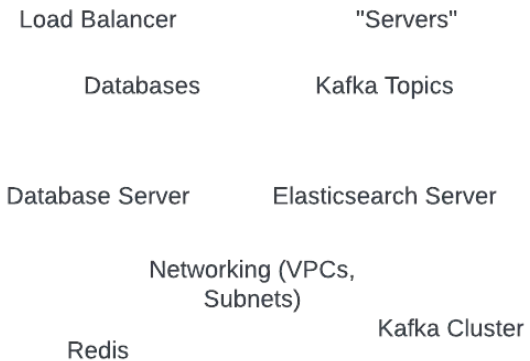 Load Balancer
"Servers"
Databases
Kafka Topics
Database Server
Elasticsearch Server
Networking (VPCs,
Subnets)
Kafka Cluster
Redis